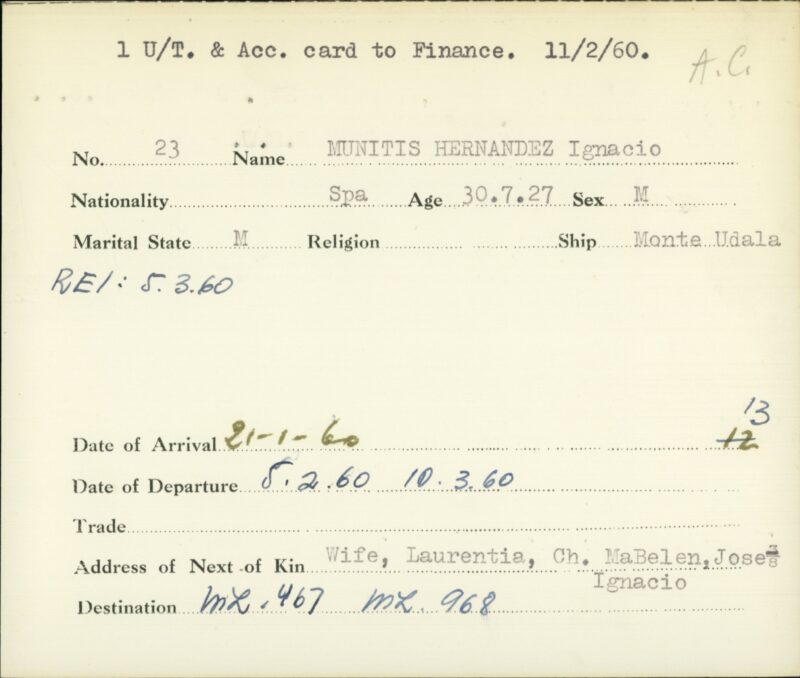 1 U/T. & Acc. card to Finance. 11/2/60.
A.C.
No. 23 Name MUNITIS HERNANDEZ Ignacio
Nationality Spa Age 30.7.27 Sex M
Marital State M Religion Ship Monte Udala
REI: 5.3.60
13
Date of Arrival 21-1-60 12
Date of Departure 5.2.60 10.3.60
Trade
Address of Next of Kin Wife, Laurentia, Ch. MaBelen, Jose
Ignacio
Destination ML. 467 ML. 968